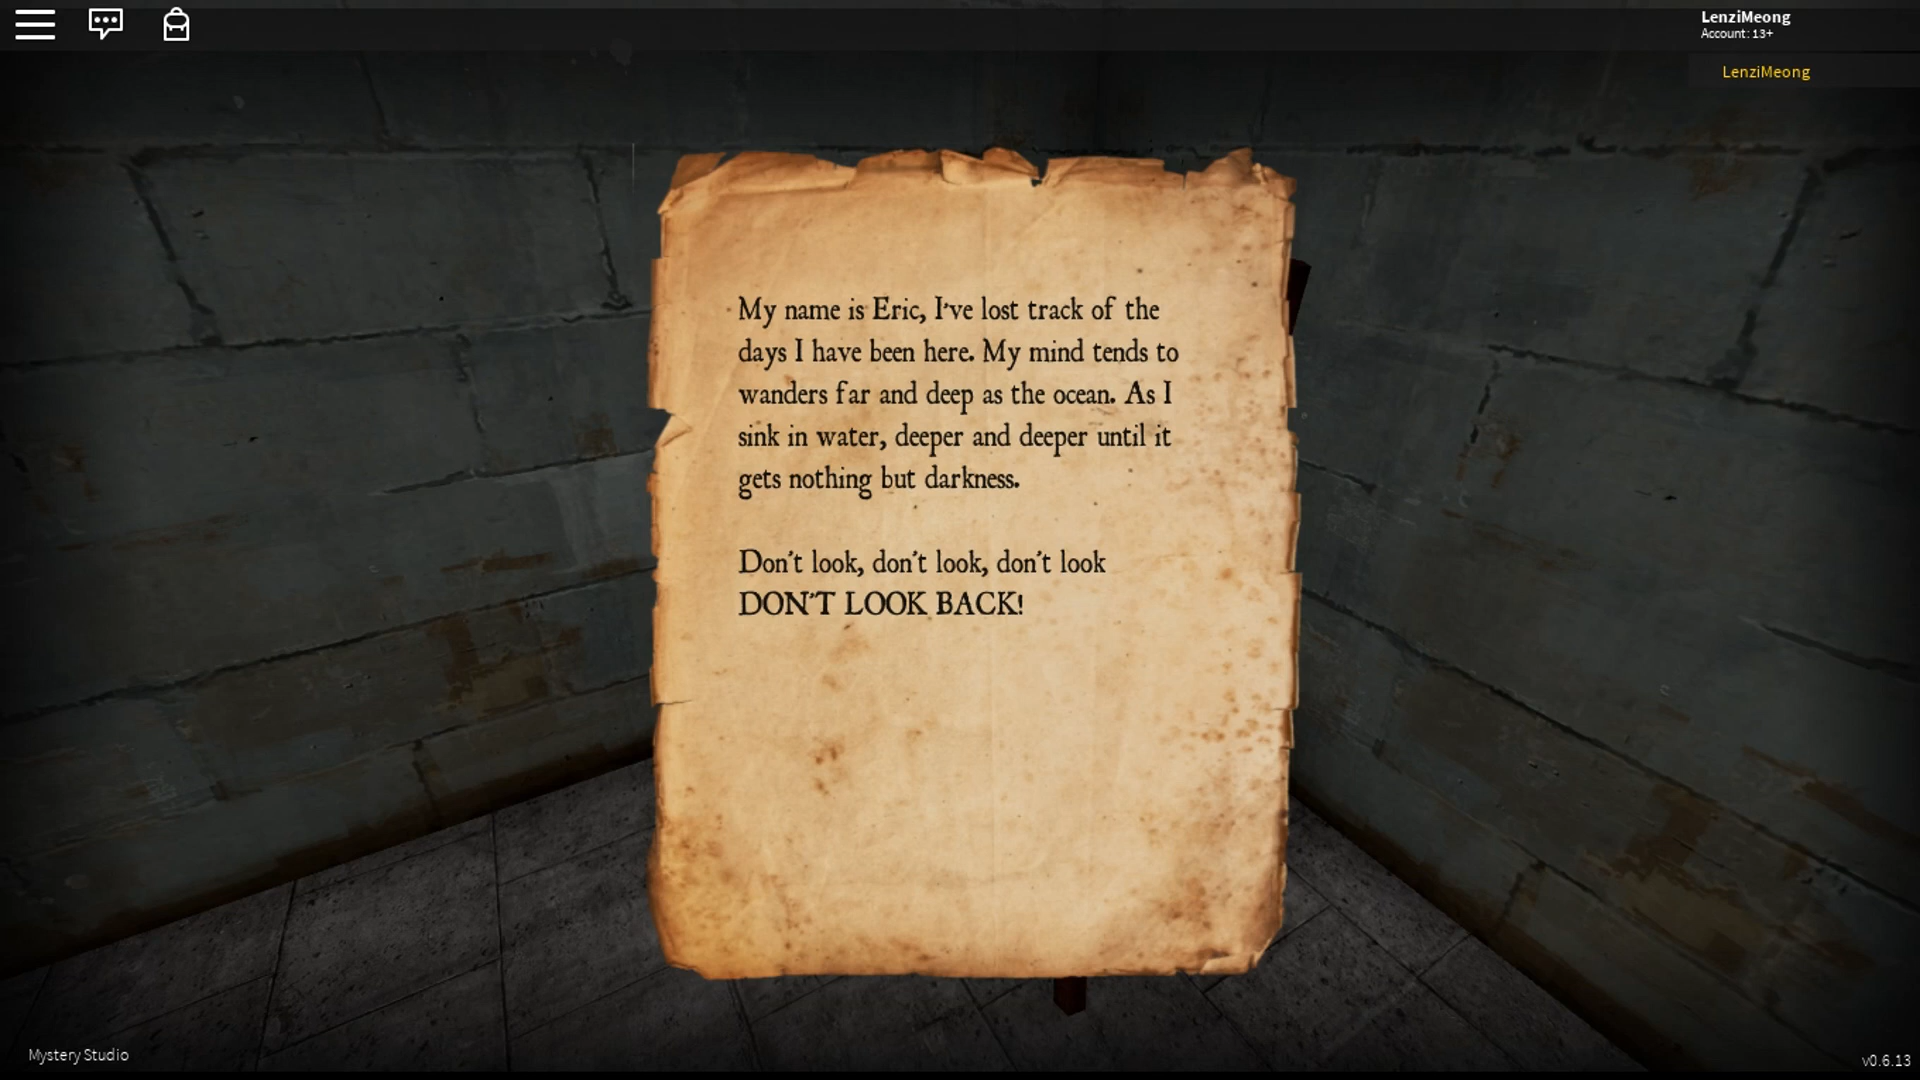 LenziMeong
Account: 13+
LenziMeong
My name is Eric, I've lost track of the
days I have been here. My mind tends to
wanders far and deep as the ocean. As I
sink in water, deeper and deeper until it
gets nothing but darkness.
Don't look, don't look, don't look
DON'T LOOK BACK!
Mystery Studio
v0.6.13